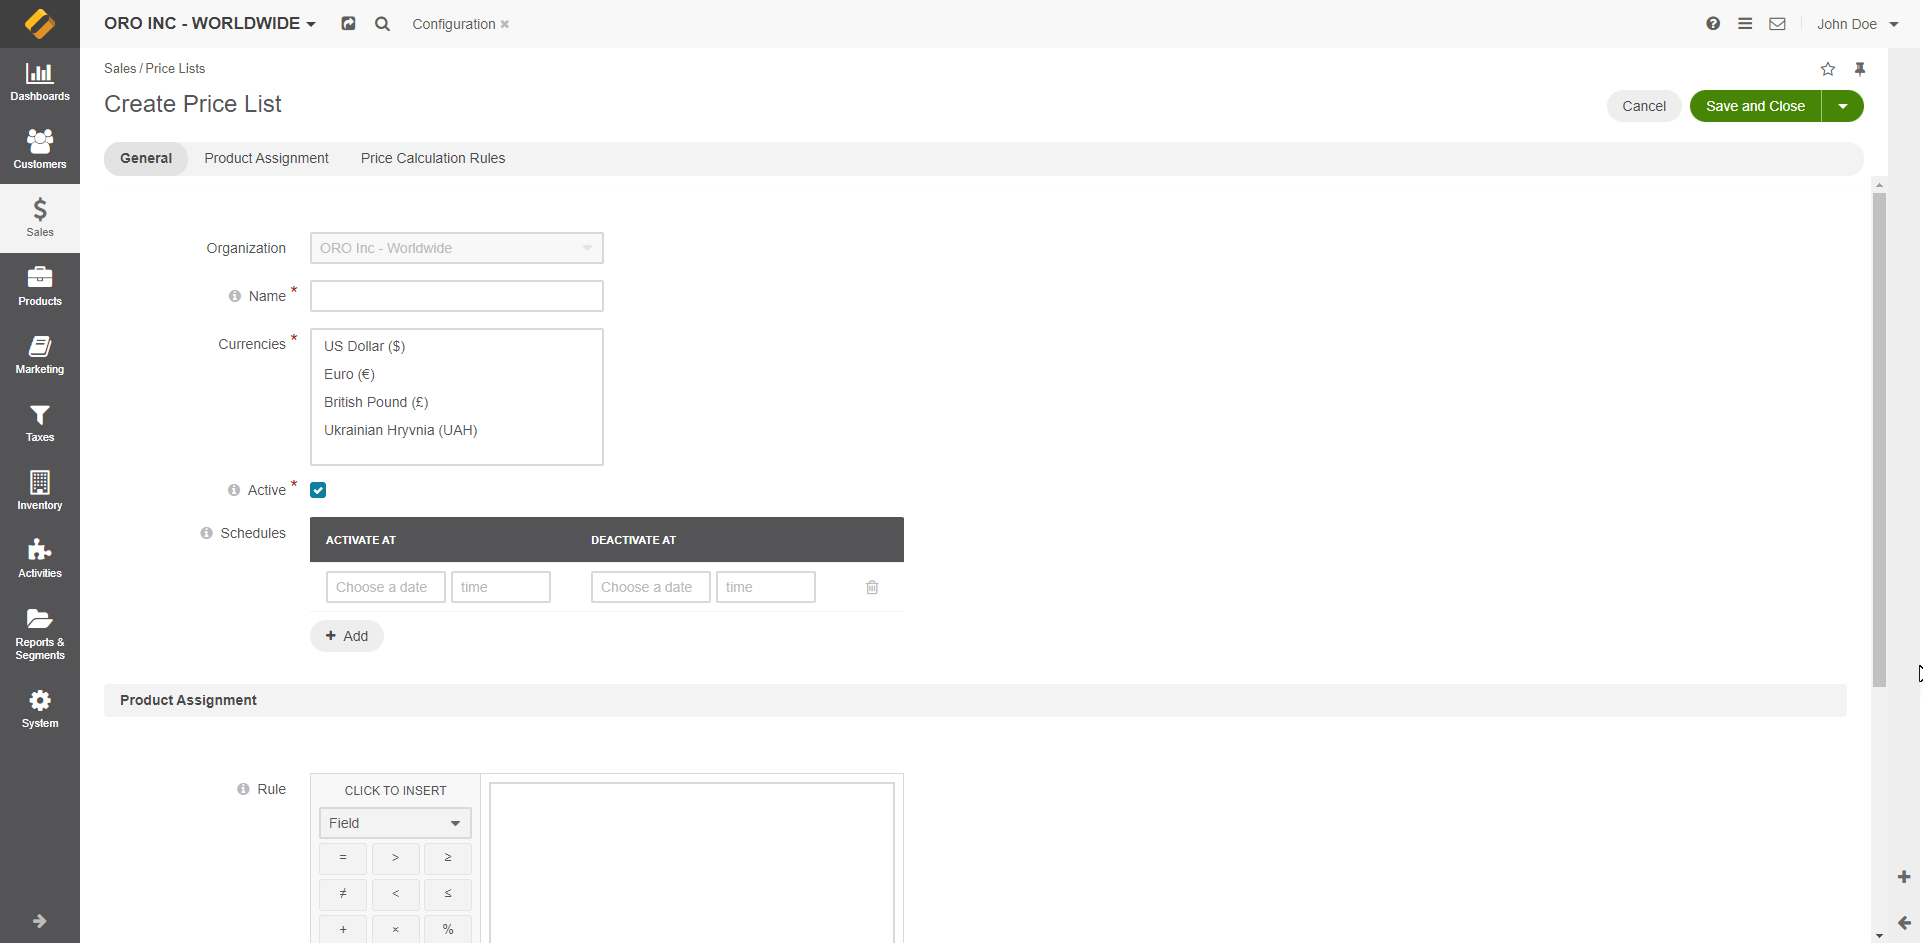 ORO INC - WORLDWIDE
Configuration
John Doe
Dashboards
Customers
Sales
Products
Marketing
Taxes
Inventory
Activities
Reports &
Segments
System
Sales / Price Lists
Create Price List
Cancel
Save and Close
General
Product Assignment
Price Calculation Rules
Organization
ORO Inc - Worldwide
Name *
Currencies *
US Dollar ($)
Euro (€)
British Pound (£)
Ukrainian Hryvnia (UAH)
Active *
Schedules
ACTIVATE AT
DEACTIVATE AT
Choose a date
time
Choose a date
time
+ Add
Product Assignment
Rule
CLICK TO INSERT
Field
= > ≥
≠ < ≤
+ × %